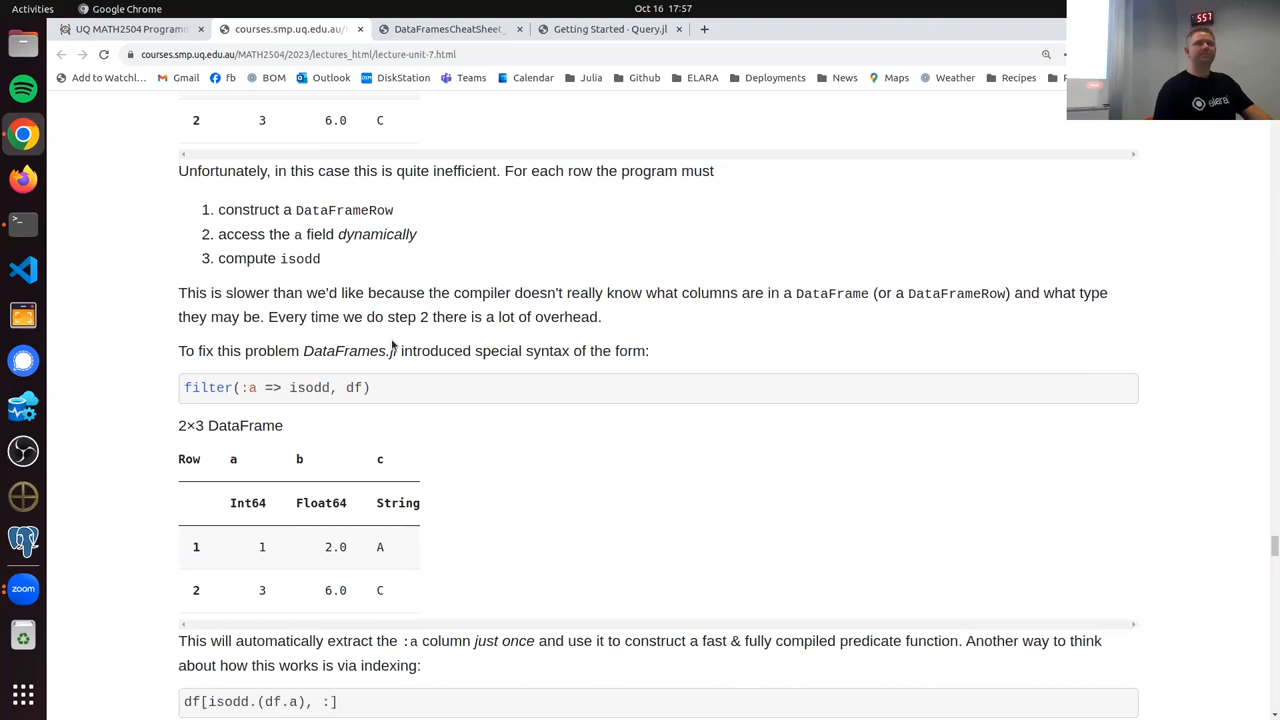 Activities
Google Chrome
Oct 16 17:57
UQ MATH2504 Programm
courses.smp.uq.edu.au/
DataFramesCheatSheet_
Getting Started · Query.jl
courses.smp.uq.edu.au/MATH2504/2023/lectures_html/lecture-unit-7.html
Add to Watchl...
Gmail
fb
BOM
Outlook
DiskStation
Teams
Calendar
Julia
Github
ELARA
Deployments
News
Maps
Weather
Recipes
557
elara
2 3 6.0 C
Unfortunately, in this case this is quite inefficient. For each row the program must
1. construct a DataFrameRow
2. access the a field dynamically
3. compute isodd
This is slower than we'd like because the compiler doesn't really know what columns are in a DataFrame (or a DataFrameRow) and what type
they may be. Every time we do step 2 there is a lot of overhead.
To fix this problem DataFrames.jl introduced special syntax of the form:
filter(:a => isodd, df)
2×3 DataFrame
Row a b c
Int64 Float64 String
1 1 2.0 A
2 3 6.0 C
This will automatically extract the :a column just once and use it to construct a fast & fully compiled predicate function. Another way to think
about how this works is via indexing:
df[isodd.(df.a), :]
zoom